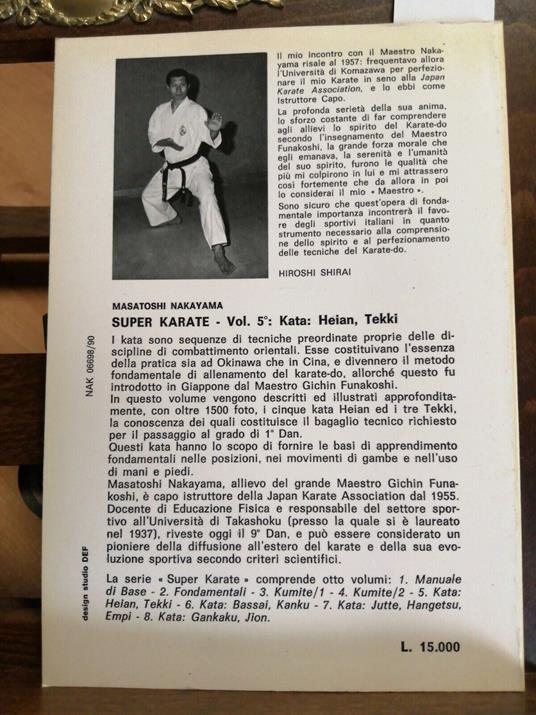 Il mio incontro con il Maestro Naka-
yama risale al 1957: frequentavo allora
l'Università di Komazawa per perfezio-
nare il mio Karate in seno alla Japan
Karate Association, e lo ebbi come
Istruttore Capo.
La profonda serietà della sua anima,
lo sforzo costante di far comprendere
agli allievi lo spirito del Karate-do
secondo l'insegnamento del Maestro
Funakoshi, la grande forza morale che
egli emanava, la serenità e l'umanità
del suo spirito, furono le qualità che
più mi colpirono in lui e mi attrassero
così fortemente che da allora in poi
lo considerai il mio « Maestro ».
Sono sicuro che quest'opera di fonda-
mentale importanza incontrerà il favo-
re degli sportivi italiani in quanto
strumento necessario alla comprensio-
ne dello spirito e al perfezionamento
delle tecniche del Karate-do.
HIROSHI SHIRAI
MASATOSHI NAKAYAMA
SUPER KARATE - Vol. 5°: Kata: Heian, Tekki
I kata sono sequenze di tecniche preordinate proprie delle di-
scipline di combattimento orientali. Esse costituivano l'essenza
della pratica sia ad Okinawa che in Cina, e divennero il metodo
fondamentale di allenamento del karate-do, allorché questo fu
introdotto in Giappone dal Maestro Gichin Funakoshi.
In questo volume vengono descritti ed illustrati approfondita-
mente, con oltre 1500 foto, i cinque kata Heian ed i tre Tekki,
la conoscenza dei quali costituisce il bagaglio tecnico richiesto
per il passaggio al grado di 1° Dan.
Questi kata hanno lo scopo di fornire le basi di apprendimento
fondamentali nelle posizioni, nei movimenti di gambe e nell'uso
di mani e piedi.
Masatoshi Nakayama, allievo del grande Maestro Gichin Funa-
koshi, è capo istruttore della Japan Karate Association dal 1955.
Docente di Educazione Fisica e responsabile del settore spor-
tivo all'Università di Takashoku (presso la quale si è laureato
nel 1937), riveste oggi il 9° Dan, e può essere considerato un
pioniere della diffusione all'estero del karate e della sua evo-
luzione sportiva secondo criteri scientifici.
La serie « Super Karate » comprende otto volumi: 1. Manuale
di Base - 2. Fondamentali - 3. Kumite/1 - 4. Kumite/2 - 5. Kata:
Heian, Tekki - 6. Kata: Bassai, Kanku - 7. Kata: Jutte, Hangetsu,
Empi - 8. Kata: Gankaku, Jion.
L. 15.000
NAK 06698/90
design studio DEF